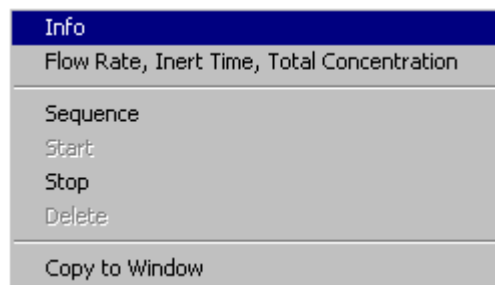 Info
Flow Rate, Inert Time, Total Concentration
Sequence
Start
Stop
Delete
Copy to Window